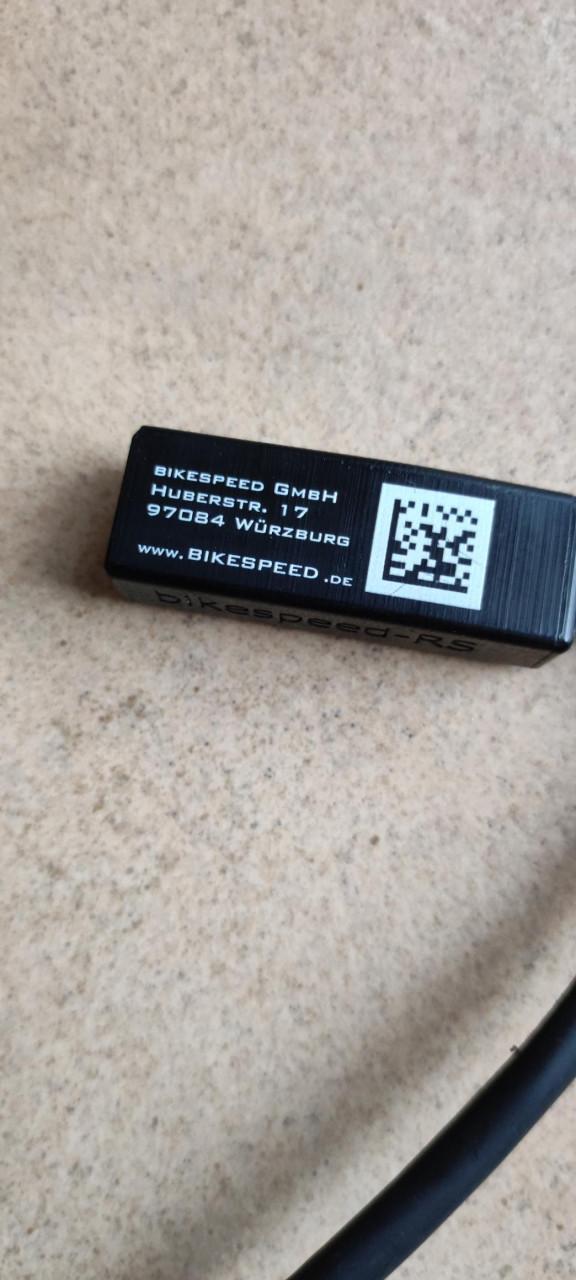 BIKESPEED GMBH
HUBERSTR. 17
97084 WÜRZBURG
WWW.BIKESPEED.DE
bikespeed-RS